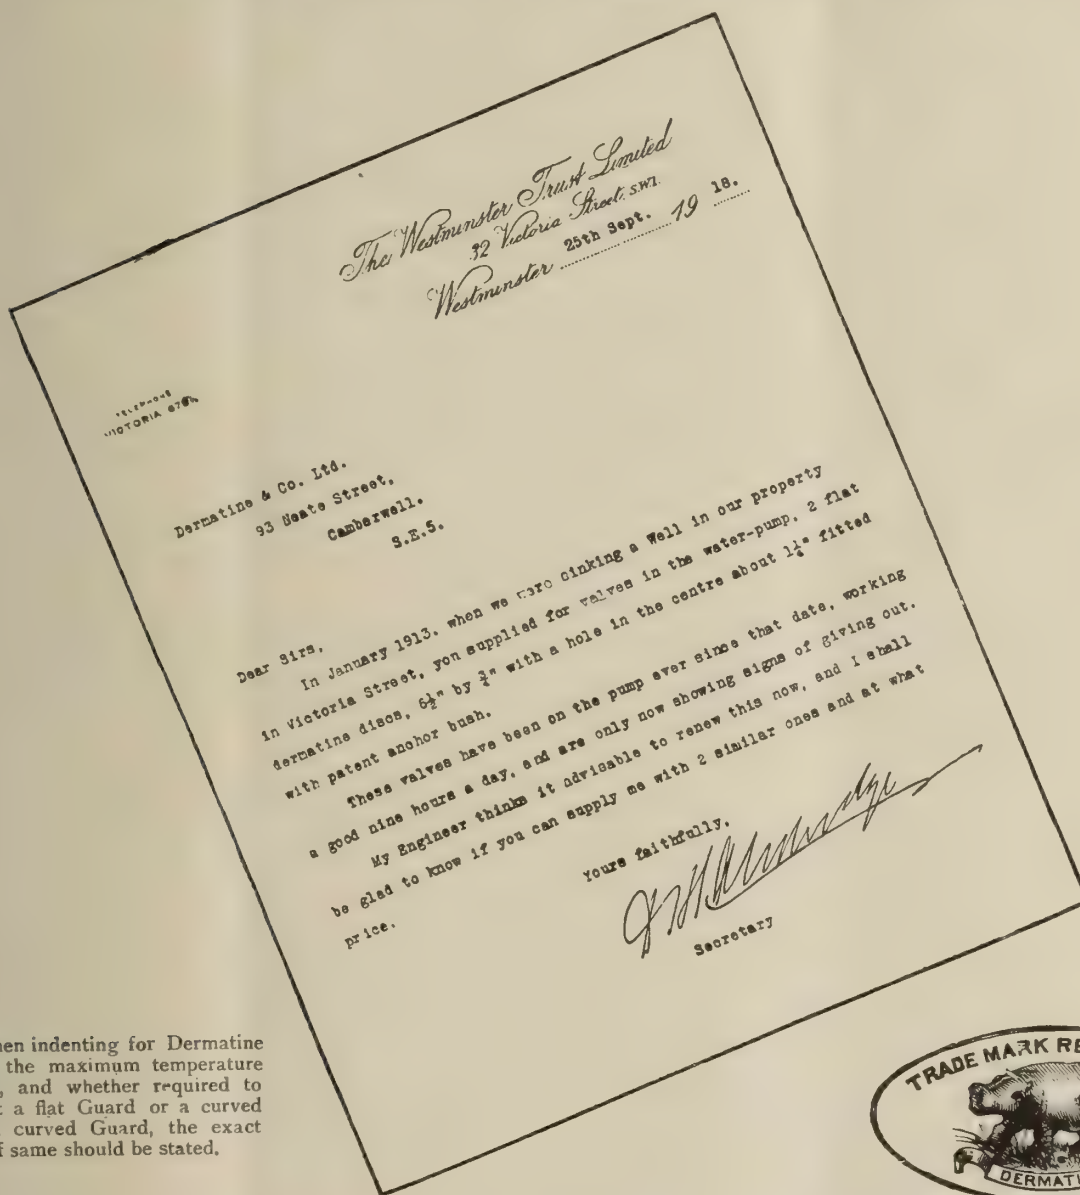 The Westminster Trust Limited
32 Victoria Street, S.W.1.
Westminster 25th Sept. 19 18.
TELEPHONE
VICTORIA
Dermatine & Co. Ltd.
93 Neate Street,
Camberwell.
S.E.5.
Dear Sirs,
In January 1913. when we were sinking a Well in our property
in Victoria Street, you supplied for valves in the water-pump, 2 flat
dermatine discs, 6½" by ¾" with a hole in the centre about 1¼" fitted
with patent anchor bush.
These valves have been on the pump ever since that date, working
a good nine hours a day, and are only now showing signs of giving out.
My Engineer thinks it advisable to renew this now, and I shall
be glad to know if you can supply me with 2 similar ones and at what
price.
Yours faithfully,
Secretary
hen indenting for Dermatine
the maximum temperature
, and whether required to
a flat Guard or a curved
curved Guard, the exact
f same should be stated.
TRADE MARK RE
DERMATI